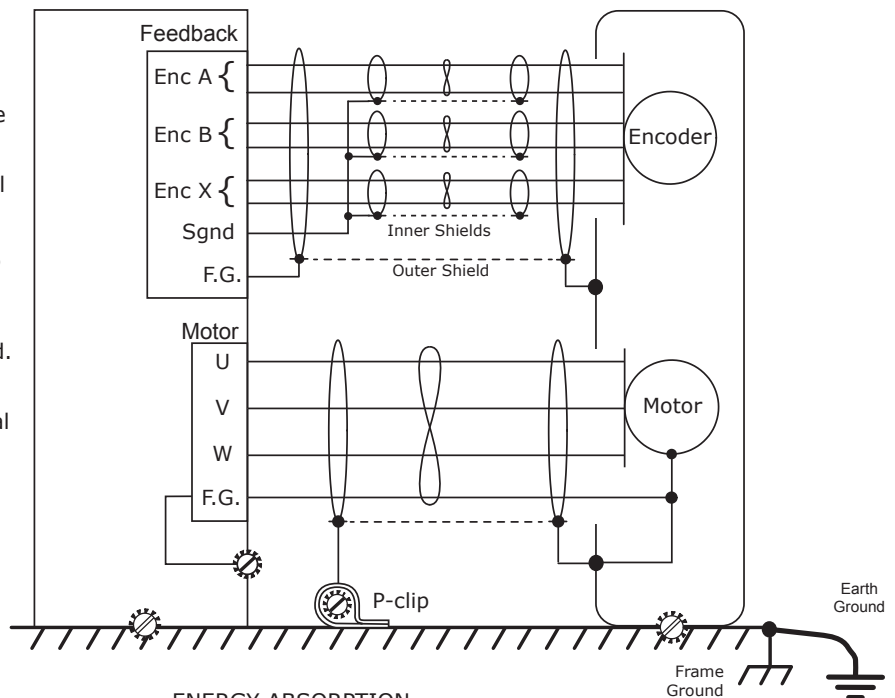 e
l
d.
al
Feedback
Enc A {
Enc B {
Enc X {
Sgnd
F.G.
Inner Shields
Outer Shield
Encoder
Motor
U
V
W
F.G.
Motor
P-clip
Earth
Ground
Frame
Ground
ENERGY ABSORPTION